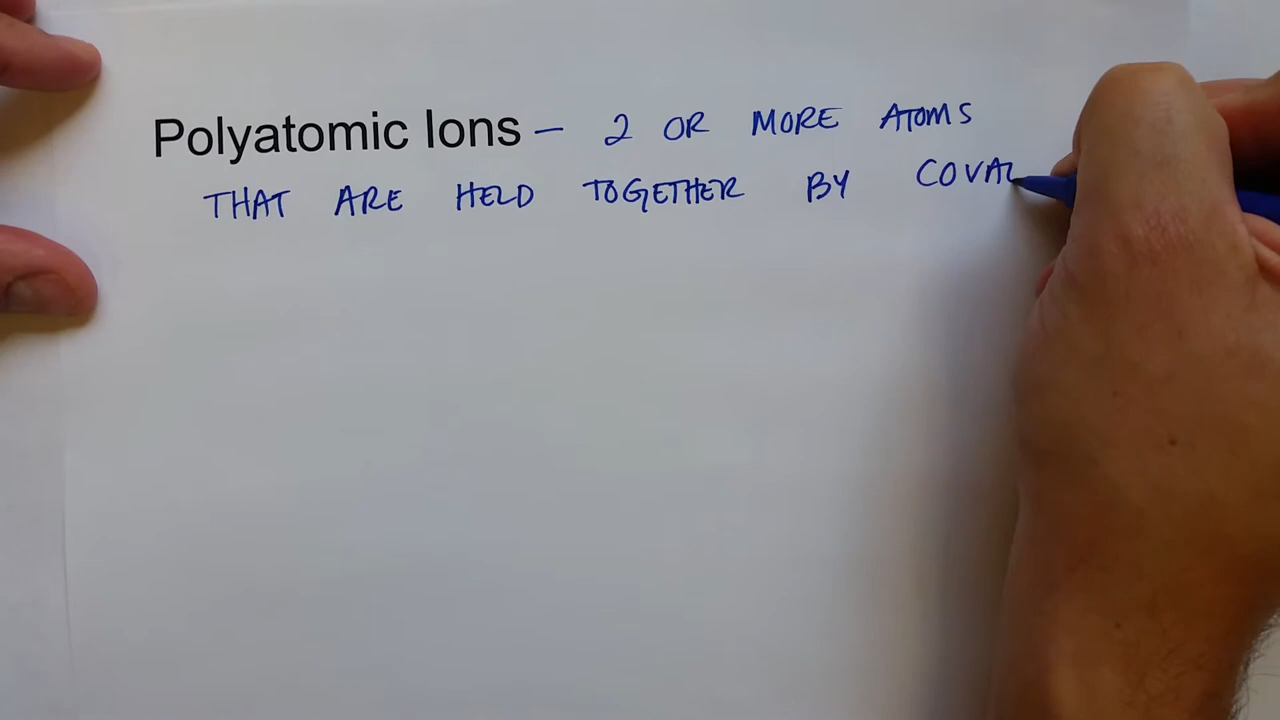 Polyatomic Ions – 2 OR MORE ATOMS
THAT ARE HELD TOGETHER BY COVAL